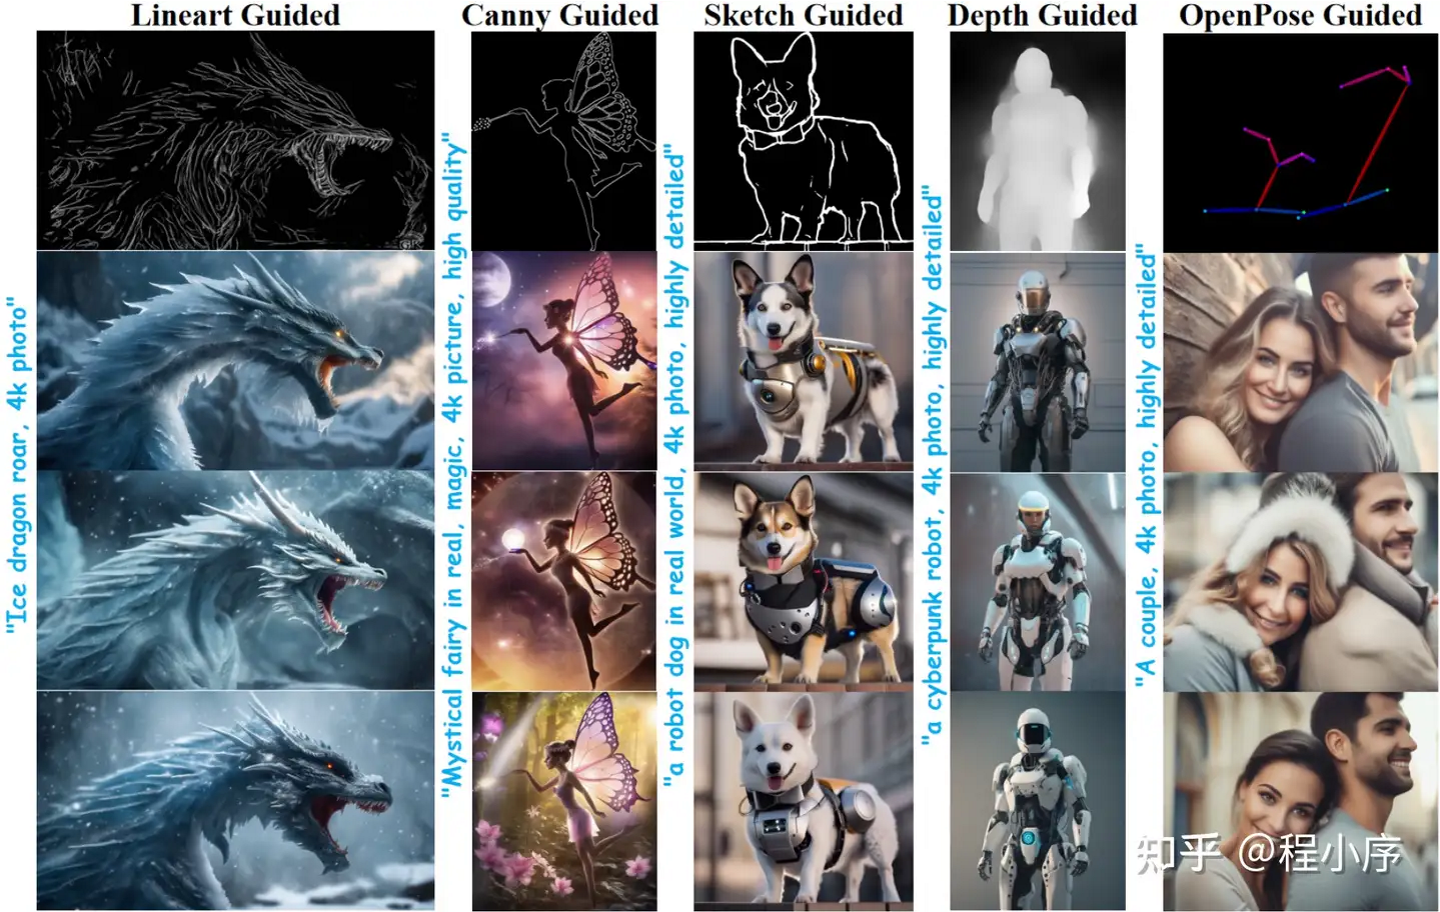 Lineart Guided
Canny Guided
Sketch Guided
Depth Guided
OpenPose Guided
"Ice dragon roar, 4k photo"
"Mystical fairy in real, magic, 4k picture, high quality"
"a robot dog in real world, 4k photo, highly detailed"
"a cyberpunk robot, 4k photo, highly detailed"
"A couple, 4k photo, highly detailed"
知乎 @程小序